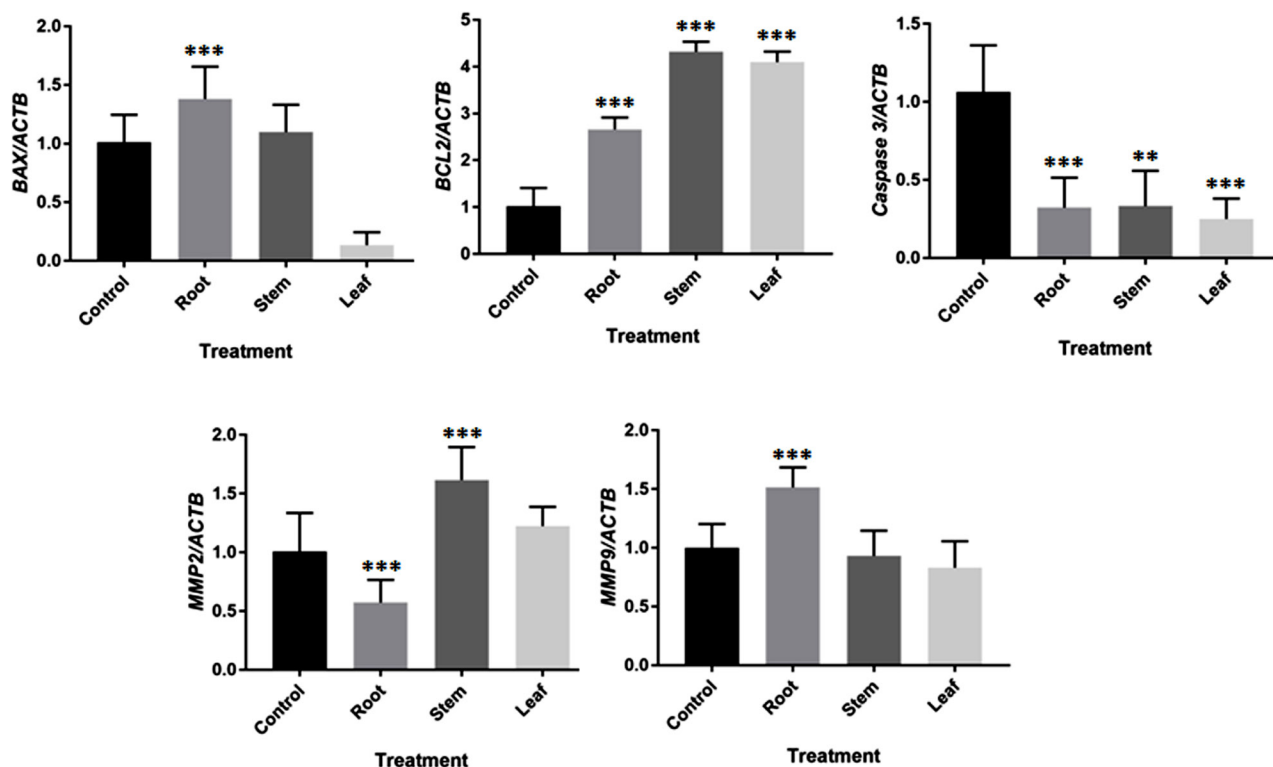 BAX/ACTB
2.0
1.5
1.0
0.5
0.0
***
Control
Root
Stem
Leaf
Treatment
BCL2/ACTB
5
4
3
2
1
0
***
***
***
Control
Root
Stem
Leaf
Treatment
Caspase 3/ACTB
1.5
1.0
0.5
0.0
***
**
***
Control
Root
Stem
Leaf
Treatment
MMP2/ACTB
2.0
1.5
1.0
0.5
0.0
***
***
Control
Root
Stem
Leaf
Treatment
MMP9/ACTB
2.0
1.5
1.0
0.5
0.0
***
Control
Root
Stem
Leaf
Treatment